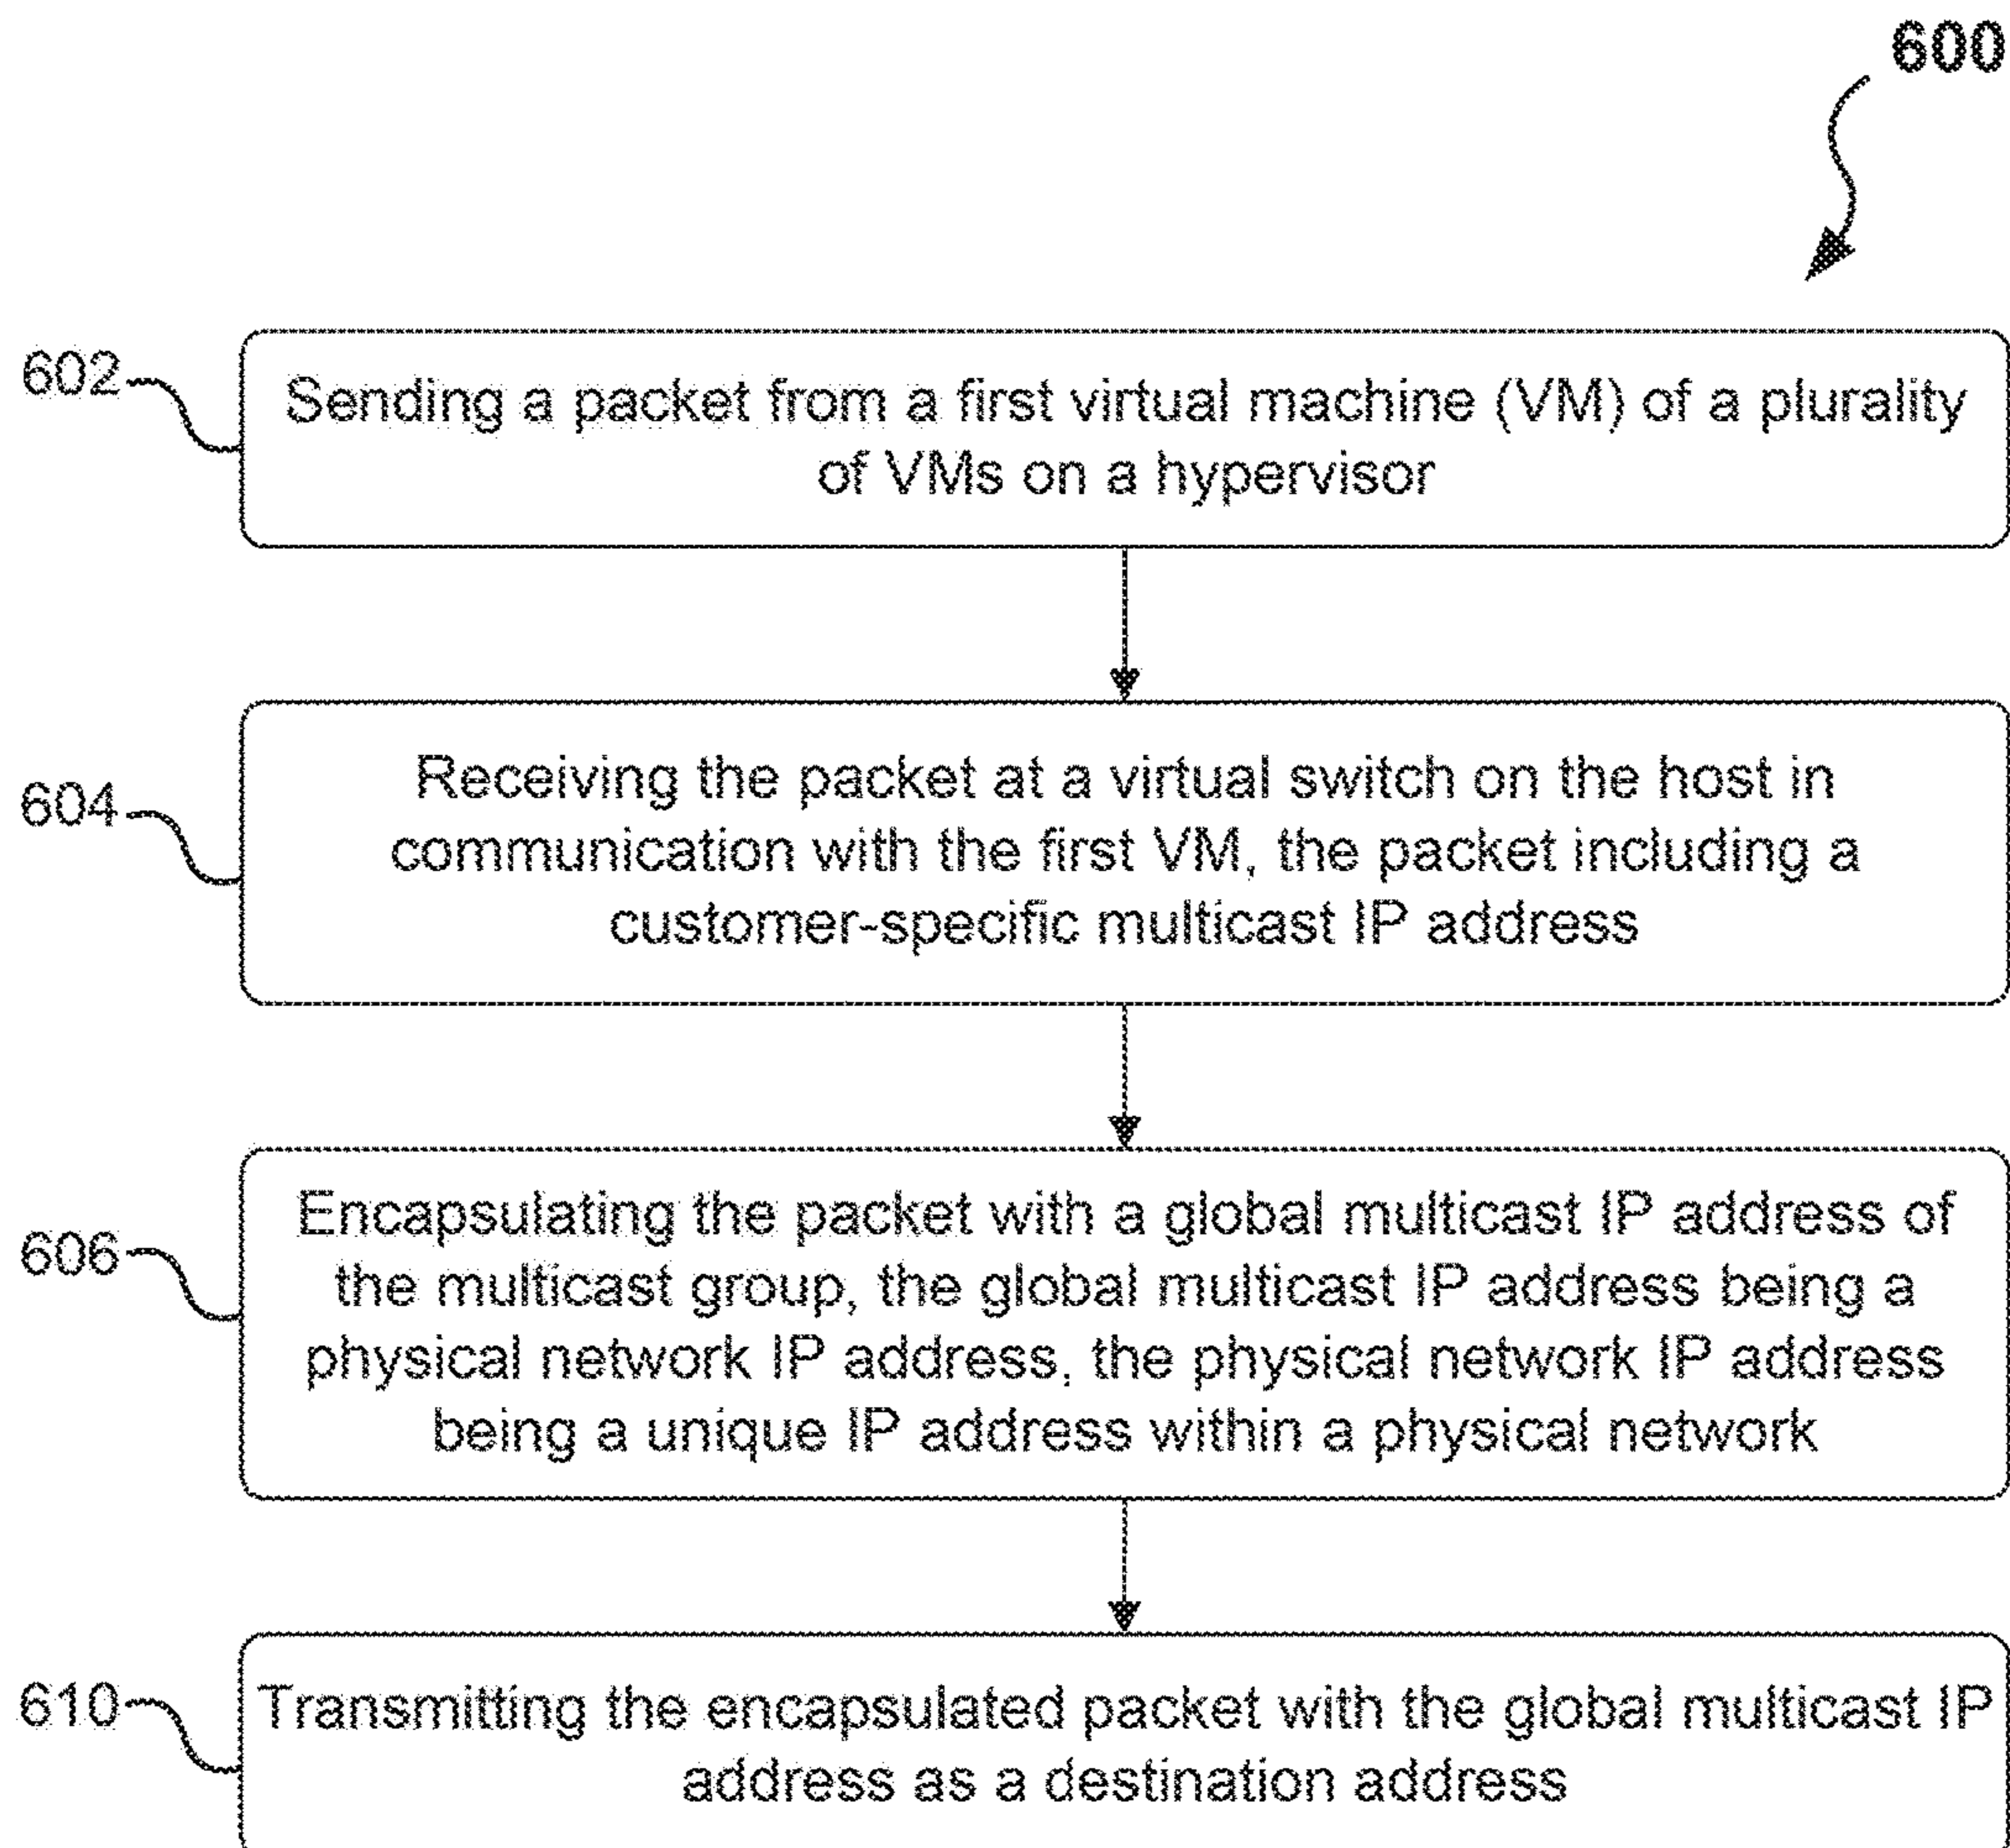 600
602
Sending a packet from a first virtual machine (VM) of a plurality
of VMs on a hypervisor
604
Receiving the packet at a virtual switch on the host in
communication with the first VM, the packet including a
customer-specific multicast IP address
606
Encapsulating the packet with a global multicast IP address of
the multicast group, the global multicast IP address being a
physical network IP address, the physical network IP address
being a unique IP address within a physical network
610
Transmitting the encapsulated packet with the global multicast IP
address as a destination address